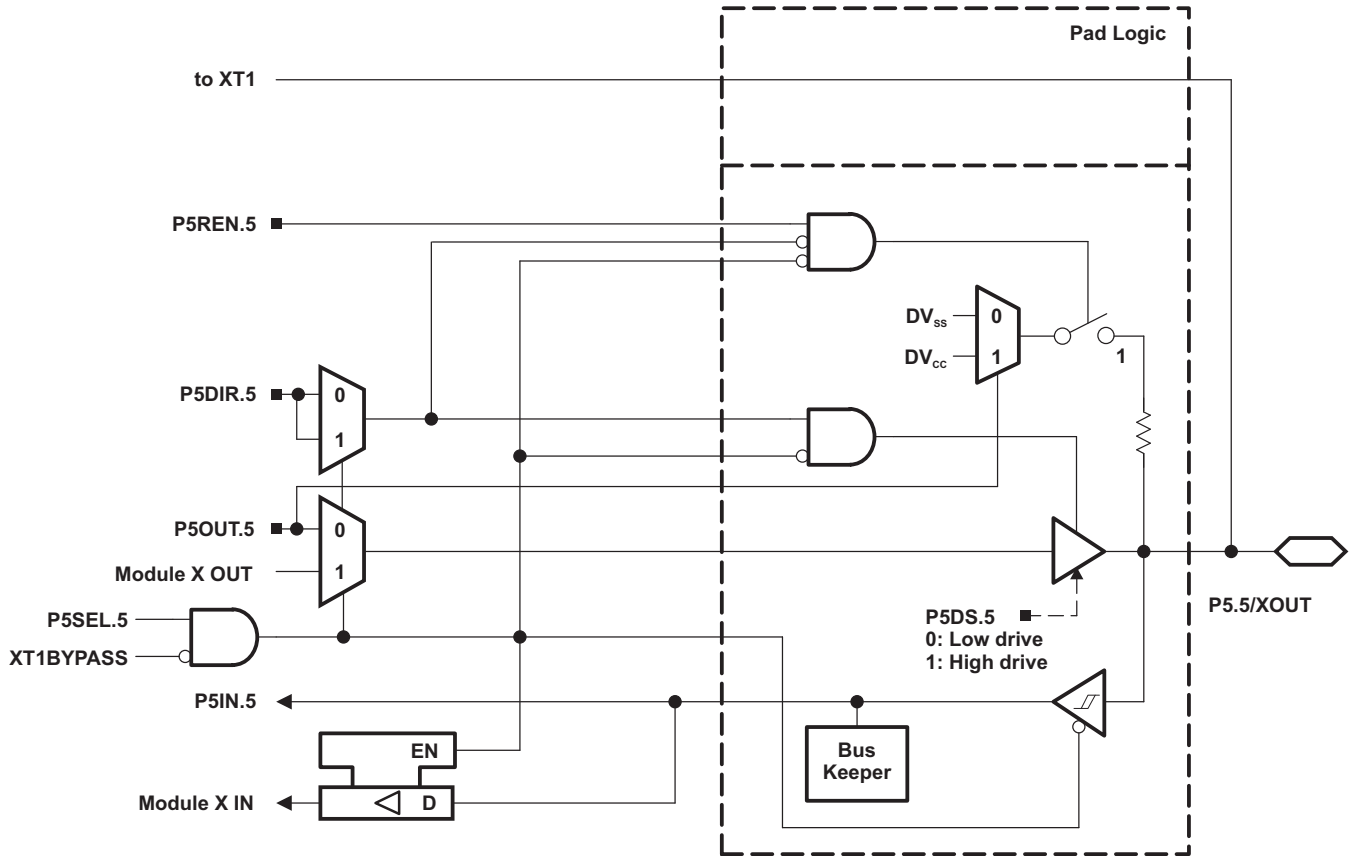 Pad Logic
to XT1
P5REN.5
DVss
0
DVcc
1
1
P5DIR.5
0
1
P5OUT.5
0
Module X OUT
1
P5SEL.5
XT1BYPASS
P5DS.5
0: Low drive
1: High drive
P5.5/XOUT
P5IN.5
EN
Bus
Keeper
Module X IN
D